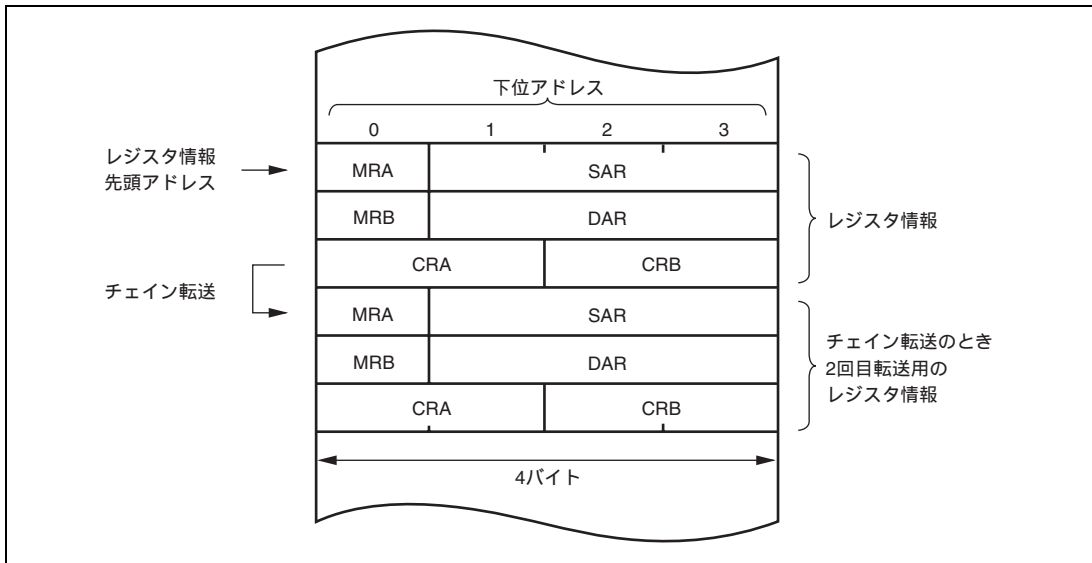 下位アドレス
0 1 2 3
レジスタ情報
先頭アドレス
MRA SAR
MRB DAR
レジスタ情報
CRA CRB
チェイン転送
MRA SAR
MRB DAR
CRA CRB
チェイン転送のとき
2回目転送用の
レジスタ情報
4バイト